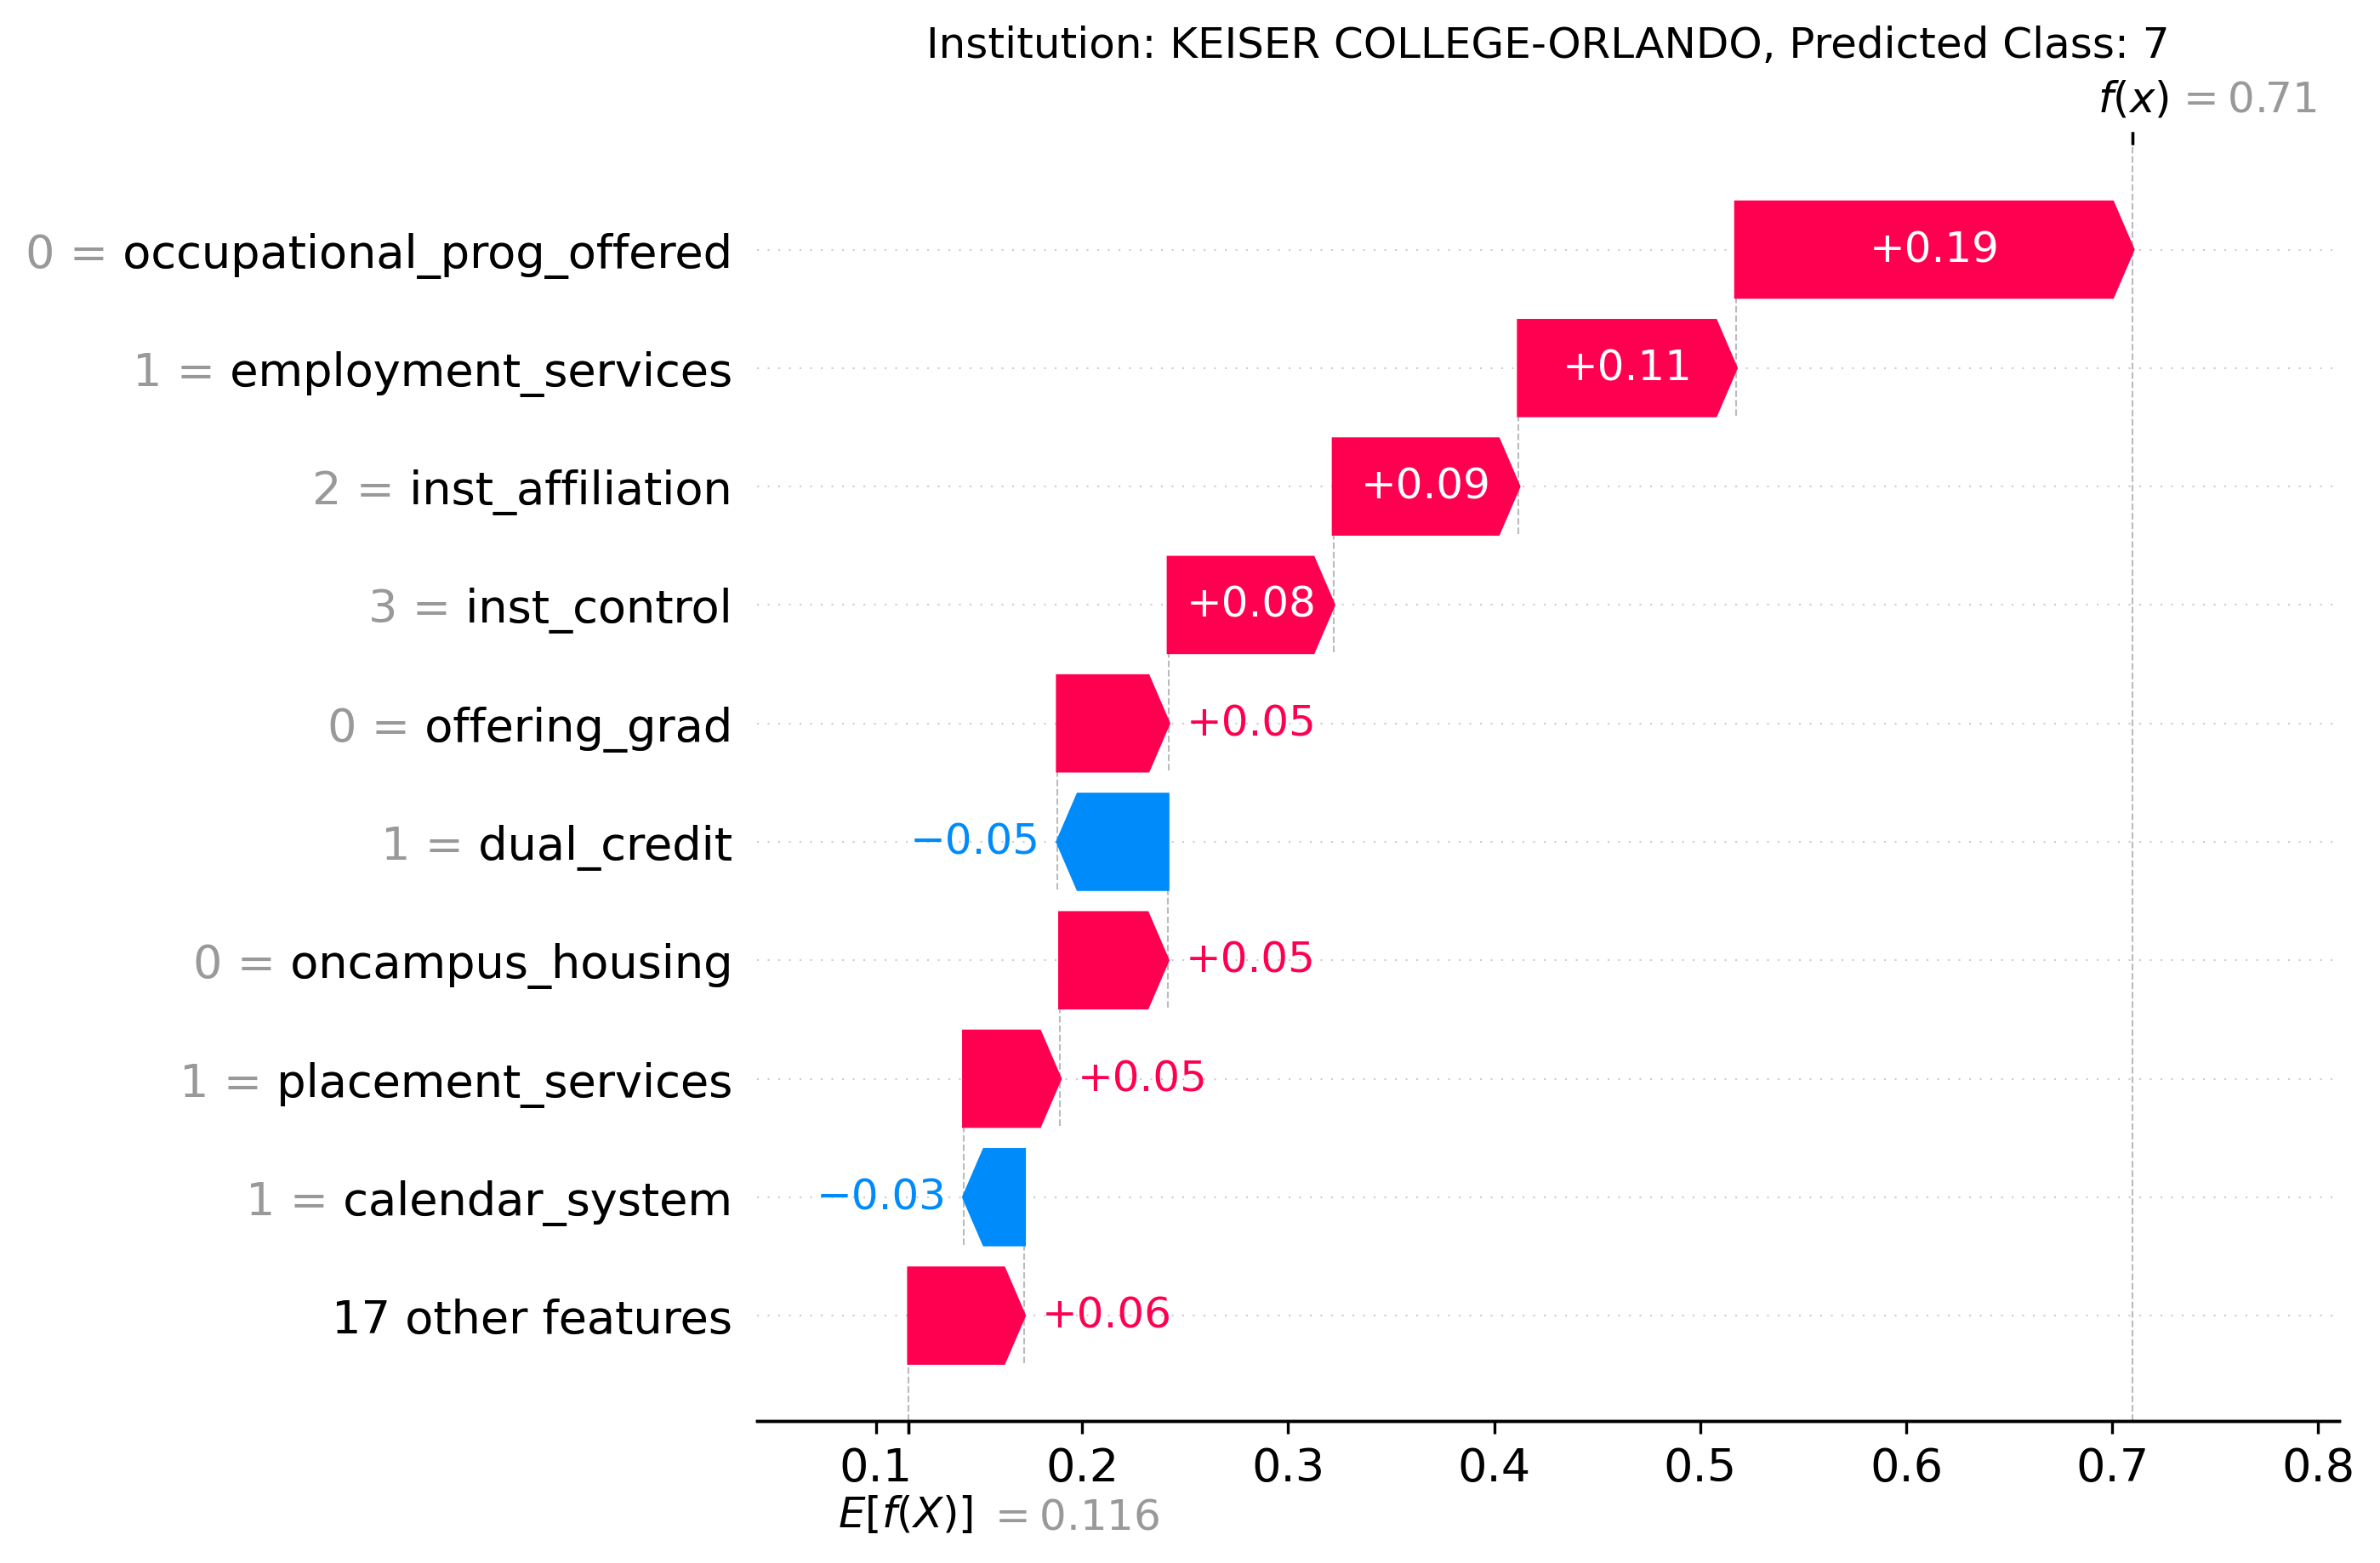 Institution: KEISER COLLEGE-ORLANDO, Predicted Class: 7
f(x) = 0.71
0 = occupational_prog_offered +0.19
1 = employment_services +0.11
2 = inst_affiliation +0.09
3 = inst_control +0.08
0 = offering_grad +0.05
1 = dual_credit −0.05
0 = oncampus_housing +0.05
1 = placement_services +0.05
1 = calendar_system −0.03
17 other features +0.06
0.1 0.2 0.3 0.4 0.5 0.6 0.7 0.8
E[f(X)] = 0.116